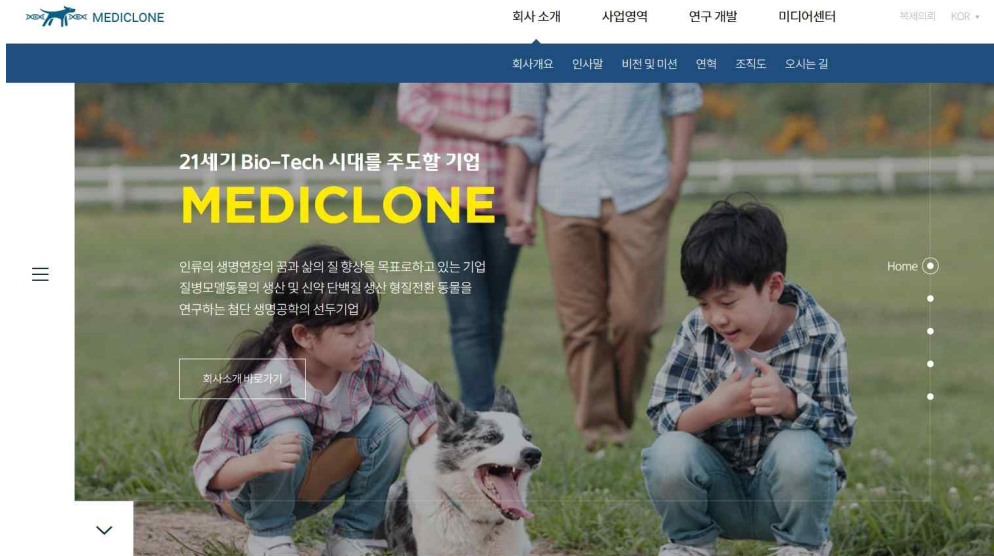 MEDICLONE
회사 소개 사업영역 연구 개발 미디어센터 복제의뢰 KOR
회사개요 인사말 비전 및 미션 연혁 조직도 오시는 길
21세기 Bio-Tech 시대를 주도할 기업
MEDICLONE
인류의 생명연장의 꿈과 삶의 질 향상을 목표로하고 있는 기업
질병모델동물의 생산 및 신약 단백질 생산 형질전환 동물을
연구하는 첨단 생명공학의 선두기업
회사소개 바로가기
Home